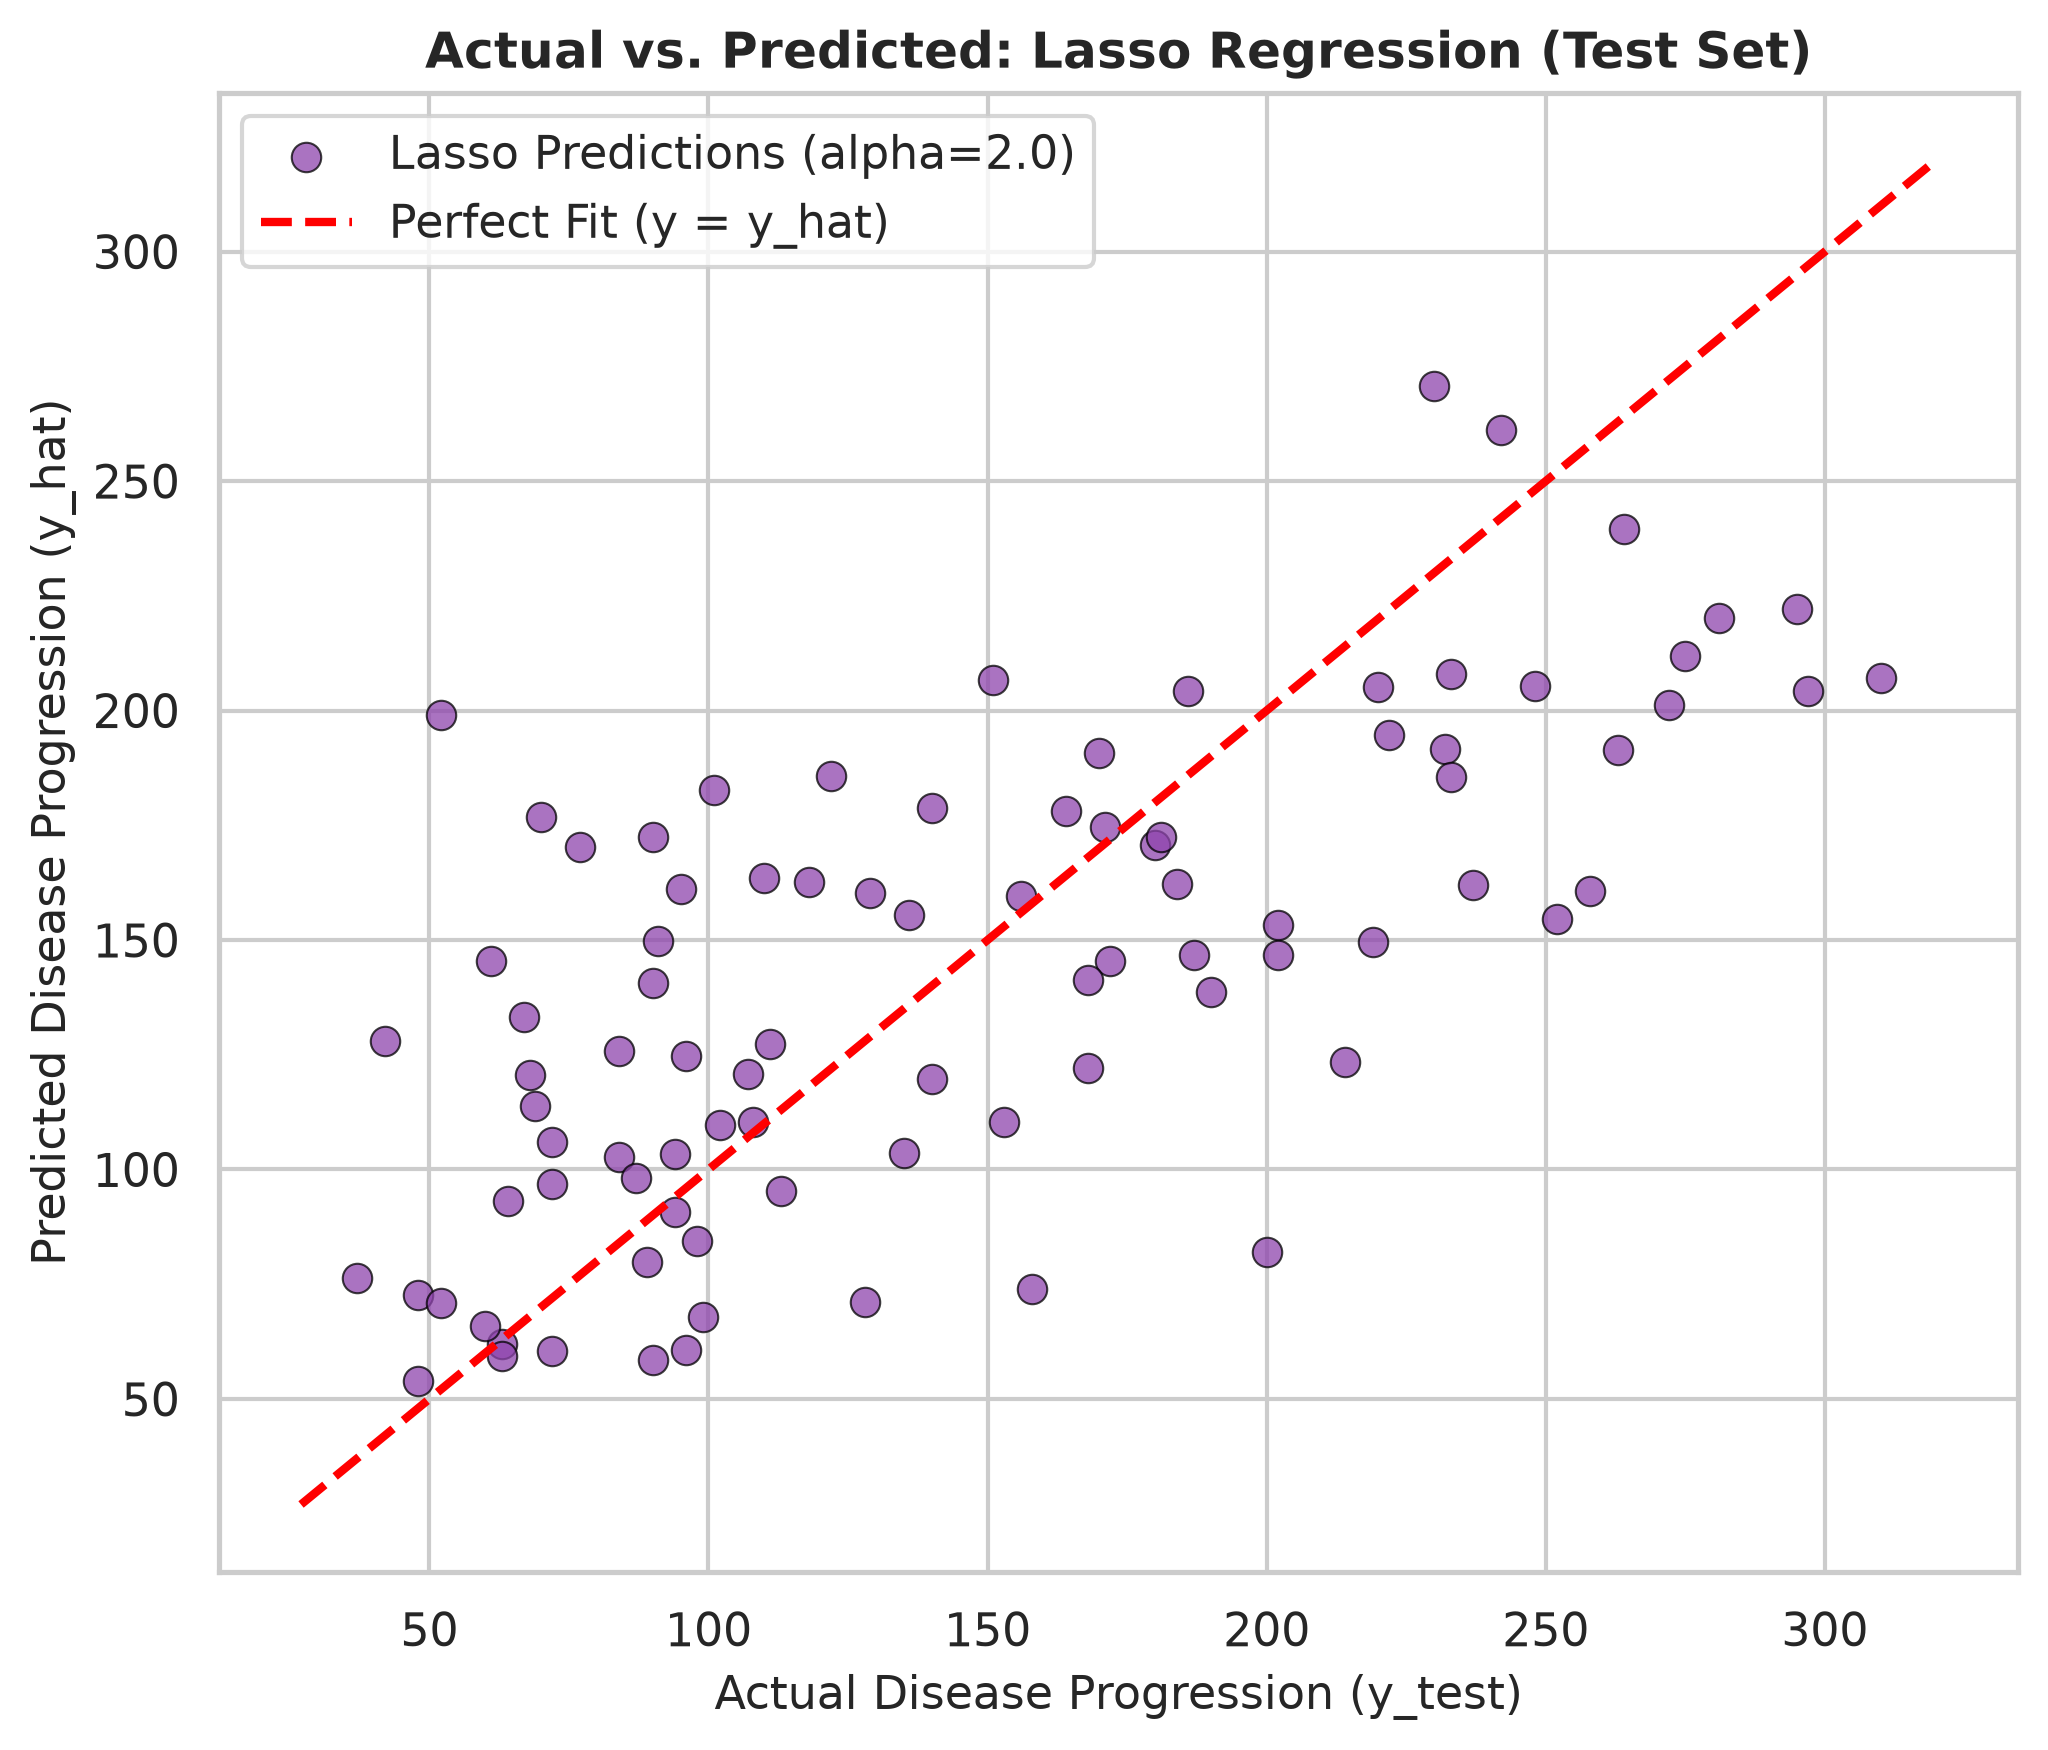 Actual vs. Predicted: Lasso Regression (Test Set)
Lasso Predictions (alpha=2.0)
Perfect Fit (y = y_hat)
Predicted Disease Progression (y_hat)
300
250
200
150
100
50
50 100 150 200 250 300
Actual Disease Progression (y_test)